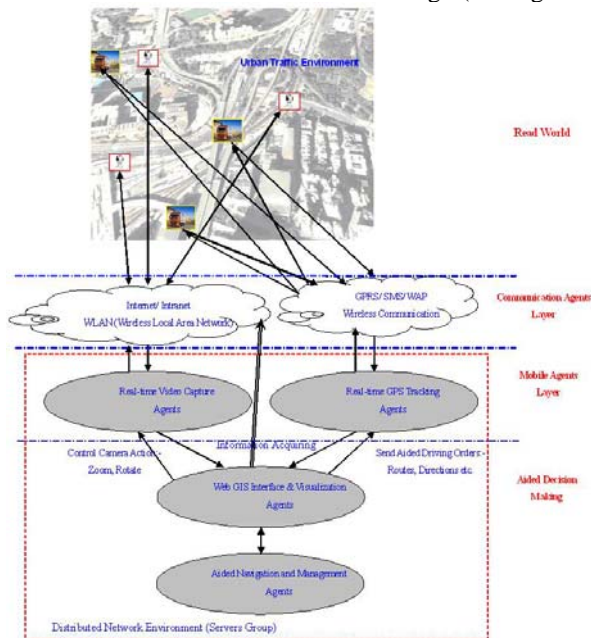 Urban Traffic Environment
Read World
Internet/ Intranet
WLAN(Wireless Local Area Network)
GPRS/ SMS/ WAP
Wireless Communication
Communication Agents
Layer
Real-time Video Capture
Agents
Real-time GPS Tracking
Agents
Mobile Agents
Layer
Information Acquiring
Control Camera Action -
Zoom, Rotate
Send Aided Driving Orders -
Routes, Directions etc.
Web GIS Interface & Visualization
Agents
Aided Decision
Making
Aided Navigation and Management
Agents
Distributed Network Environment (Servers Group)